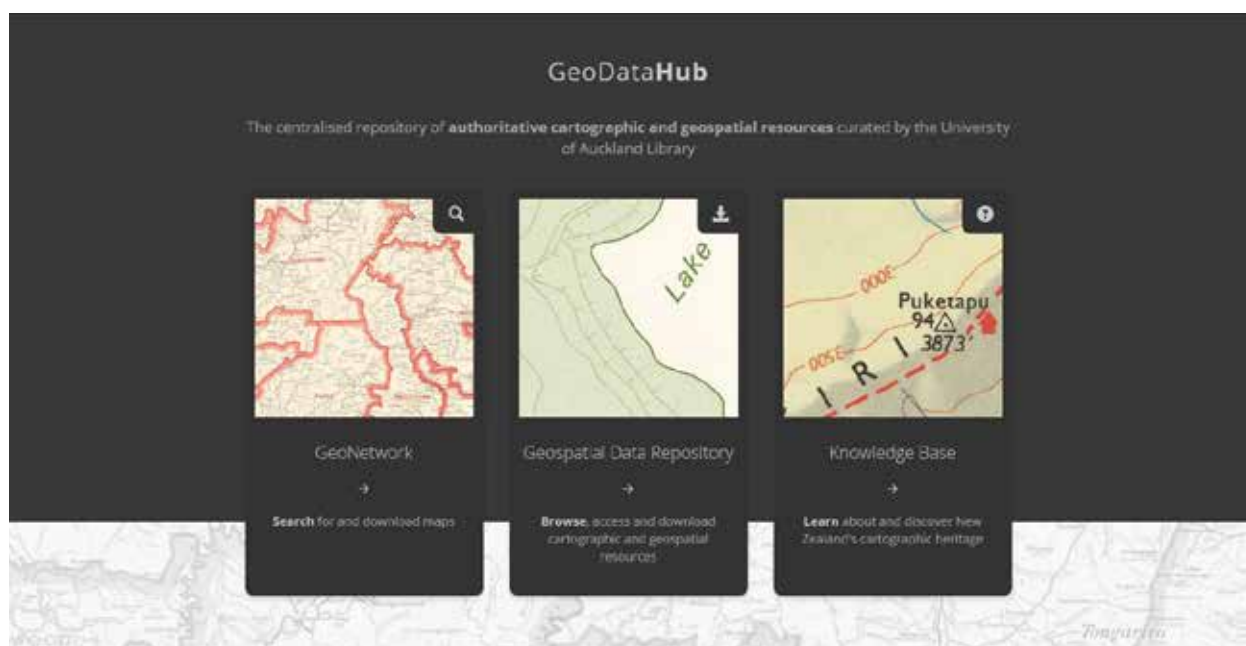 GeoDataHub
The centralised repository of authoritative cartographic and geospatial resources curated by the University
of Auckland Library
Lake
3000
Puketapu
94
3873'
3500
I R I
GeoNetwork
Geospatial Data Repository
Knowledge Base
→
→
→
Search for and download maps
Browse, access and download
cartographic and geospatial
resources
Learn about and discover New
Zealand's cartographic heritage
Tongariro